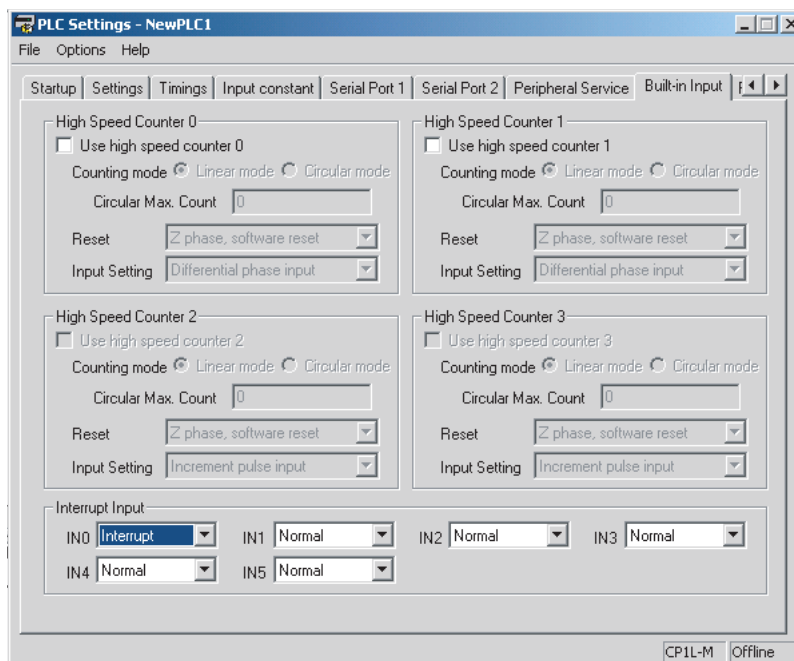 PLC Settings - NewPLC1
File Options Help
Startup Settings Timings Input constant Serial Port 1 Serial Port 2 Peripheral Service Built-in Input
High Speed Counter 0
Use high speed counter 0
Counting mode Linear mode Circular mode
Circular Max. Count 0
Reset Z phase, software reset
Input Setting Differential phase input
High Speed Counter 1
Use high speed counter 1
Counting mode Linear mode Circular mode
Circular Max. Count 0
Reset Z phase, software reset
Input Setting Differential phase input
High Speed Counter 2
Use high speed counter 2
Counting mode Linear mode Circular mode
Circular Max. Count 0
Reset Z phase, software reset
Input Setting Increment pulse input
High Speed Counter 3
Use high speed counter 3
Counting mode Linear mode Circular mode
Circular Max. Count 0
Reset Z phase, software reset
Input Setting Increment pulse input
Interrupt Input
IN0 Interrupt IN1 Normal IN2 Normal IN3 Normal
IN4 Normal IN5 Normal
CP1L-M Offline